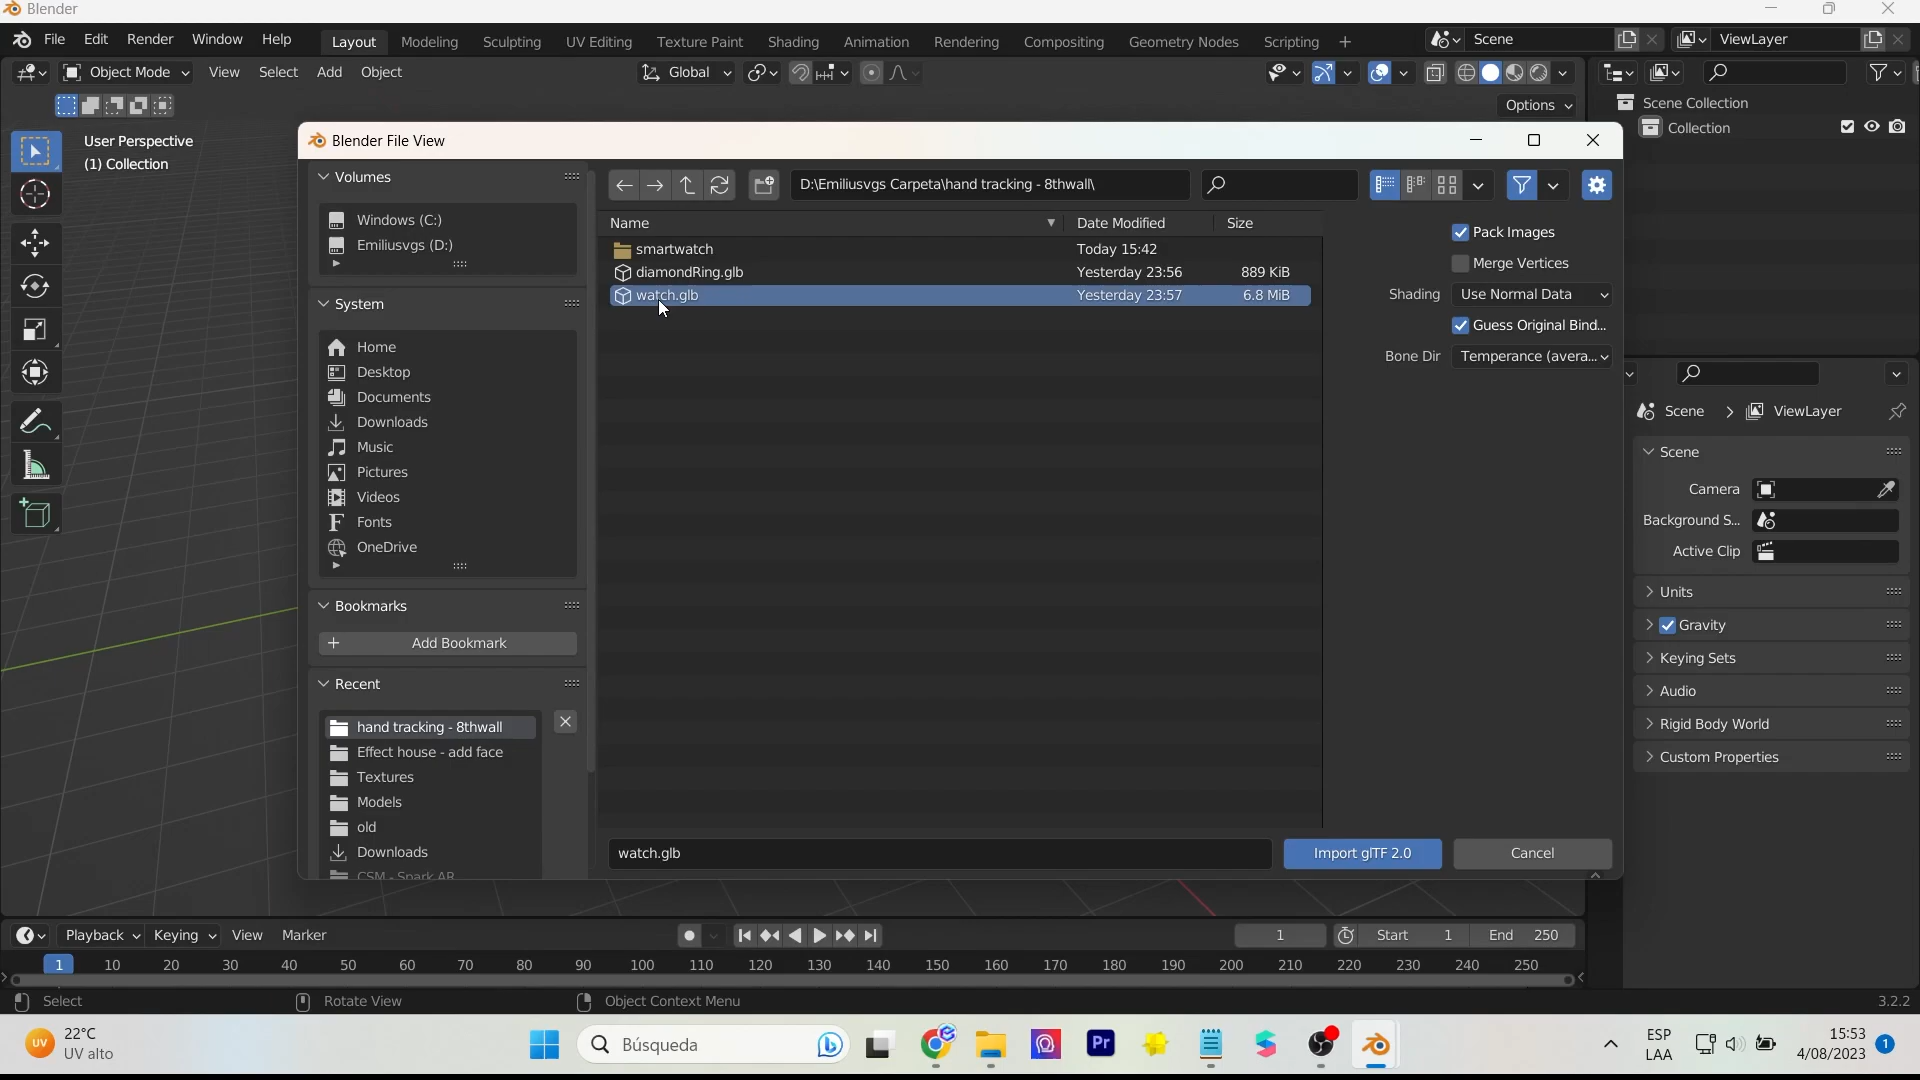 Blender
File Edit Render Window Help Layout Modeling Sculpting UV Editing Texture Paint Shading Animation Rendering Compositing Geometry Nodes Scripting + Scene ViewLayer
Object Mode View Select Add Object Global
Options
Scene Collection
Collection
User Perspective
(1) Collection
Blender File View
Volumes
Windows (C:)
Emiliusvgs (D:)
System
Home
Desktop
Documents
Downloads
Music
Pictures
Videos
Fonts
OneDrive
Bookmarks
+ Add Bookmark
Recent
hand tracking - 8thwall
Effect house - add face
Textures
Models
old
Downloads
CSM - Spark AR
D:\Emiliusvgs Carpeta\hand tracking - 8thwall\
Name Date Modified Size
smartwatch Today 15:42
diamondRing.glb Yesterday 23:56 889 KiB
watch.glb Yesterday 23:57 6.8 MiB
Pack Images
Merge Vertices
Shading Use Normal Data
Guess Original Bind...
Bone Dir Temperance (avera...
watch.glb
Import glTF 2.0
Cancel
Scene > ViewLayer
Scene
Camera
Background S...
Active Clip
Units
Gravity
Keying Sets
Audio
Rigid Body World
Custom Properties
Playback Keying View Marker 1 Start 1 End 250
1 10 20 30 40 50 60 70 80 90 100 110 120 130 140 150 160 170 180 190 200 210 220 230 240 250
Select Rotate View Object Context Menu 3.2.2
UV 22°C
UV alto
Búsqueda
Pr
ESP
LAA
15:53
4/08/2023
1